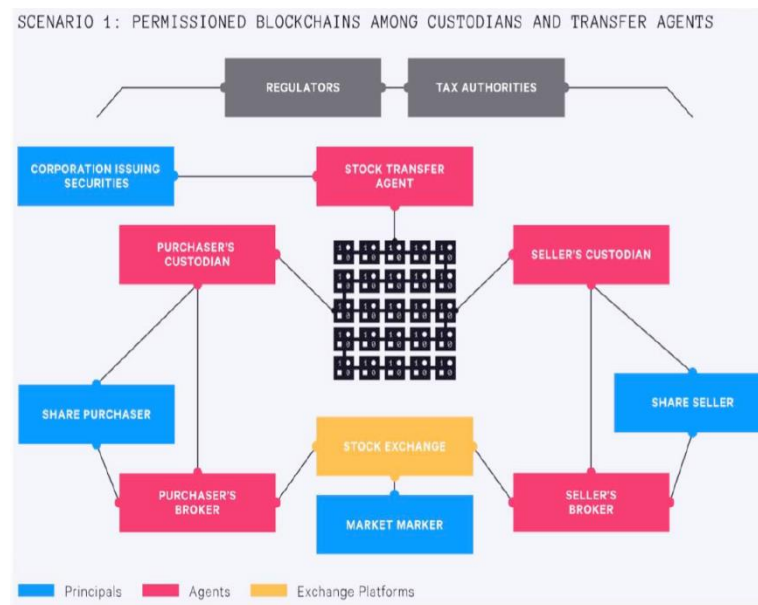 SCENARIO 1: PERMISSIONED BLOCKCHAINS AMONG CUSTODIANS AND TRANSFER AGENTS
REGULATORS
TAX AUTHORITIES
CORPORATION ISSUING
SECURITIES
STOCK TRANSFER
AGENT
PURCHASER'S
CUSTODIAN
SELLER'S CUSTODIAN
SHARE PURCHASER
SHARE SELLER
STOCK EXCHANGE
PURCHASER'S
BROKER
MARKET MARKER
SELLER'S
BROKER
Principals
Agents
Exchange Platforms